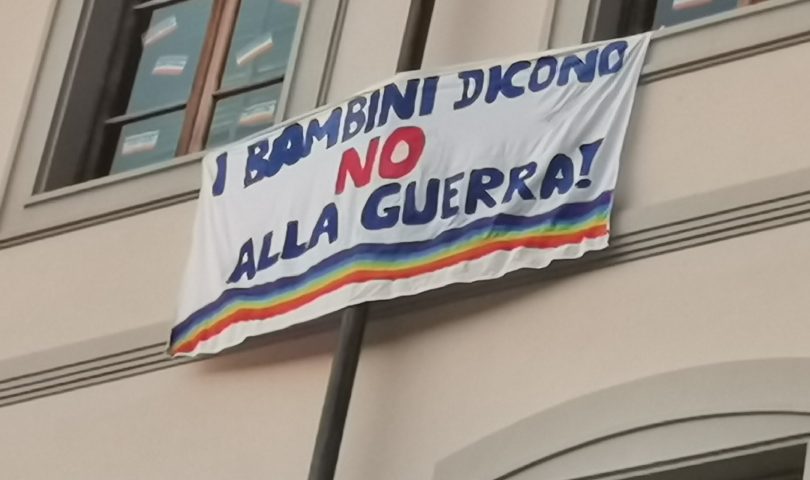 I BAMBINI DICONO
NO
ALLA GUERRA!